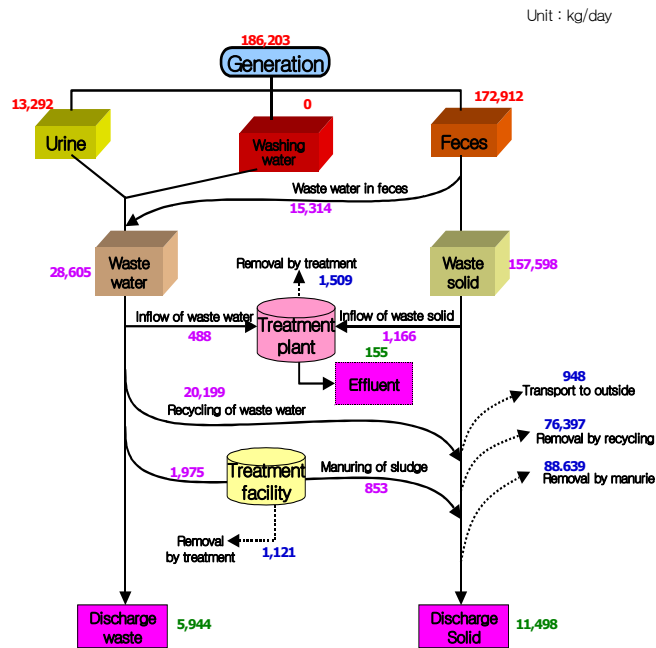 Unit : kg/day
186,203
Generation
13,292
0
172,912
Urine
Washing
water
Feces
Waste water in feces
15,314
28,605
Waste
water
Waste
solid
157,598
Removal by treatment
1,509
Inflow of waste water
488
Treatment
plant
Inflow of waste solid
1,166
155
Effluent
20,199
Recycling of waste water
948
Transport to outside
76,397
Removal by recycling
88.639
Removal by manurie
1,975
Treatment
facility
Manuring of sludge
853
Removal
by treatment
1,121
Discharge
waste
5,944
Discharge
Solid
11,498